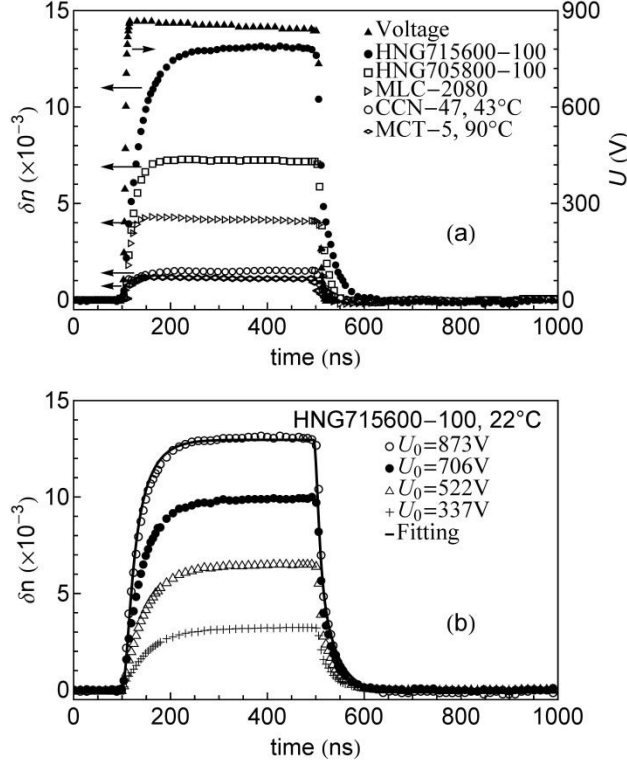 15
10
5
0
δn (×10⁻³)
900
600
300
0
U (V)
Voltage
HNG715600−100
HNG705800−100
MLC−2080
CCN−47, 43°C
MCT−5, 90°C
(a)
0 200 400 600 800 1000
time (ns)
15
10
5
0
δn (×10⁻³)
HNG715600−100, 22°C
U₀=873V
U₀=706V
U₀=522V
U₀=337V
Fitting
(b)
0 200 400 600 800 1000
time (ns)